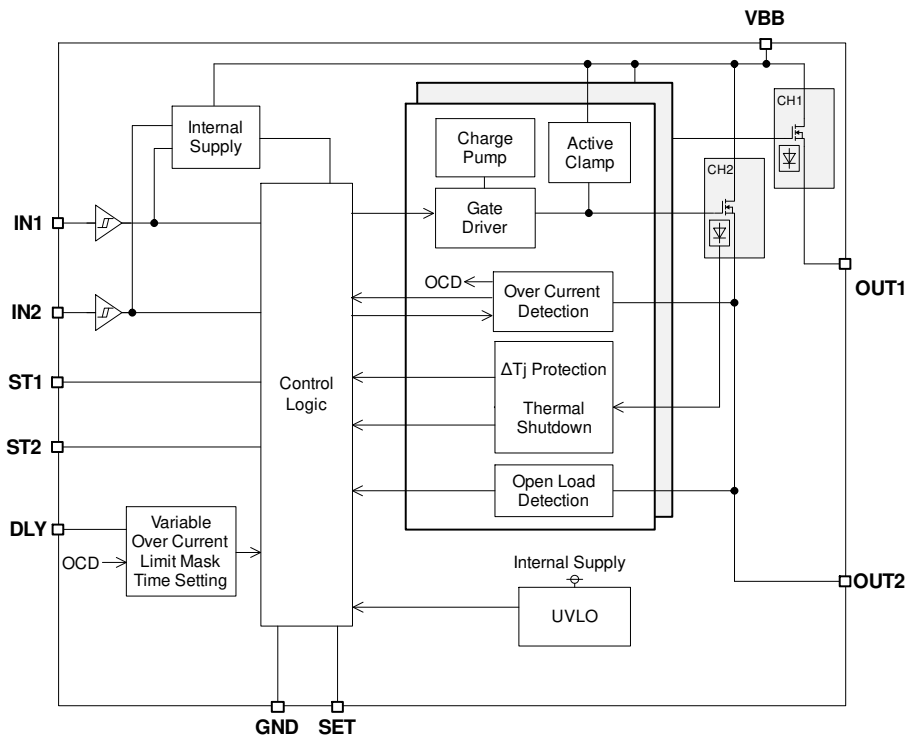 VBB
CH1
Internal
Supply
Charge
Pump
Active
Clamp
CH2
IN1
Gate
Driver
OUT1
OCD
Over Current
Detection
IN2
ΔTj Protection
Thermal
Shutdown
ST1
Control
Logic
ST2
Open Load
Detection
DLY
Variable
Over Current
Limit Mask
Time Setting
OCD
Internal Supply
UVLO
OUT2
GND
SET